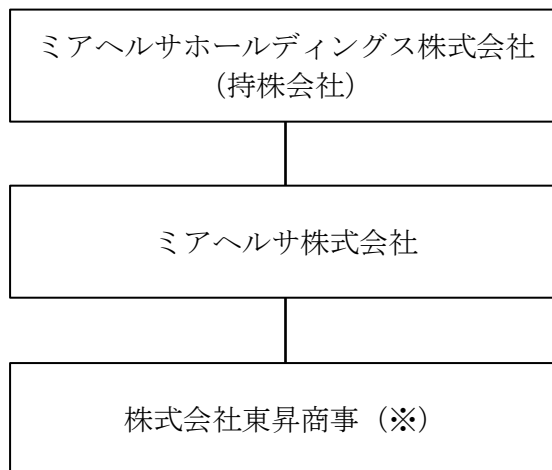 ミアヘルサホールディングス株式会社
（持株会社）
ミアヘルサ株式会社
株式会社東昇商事（※）